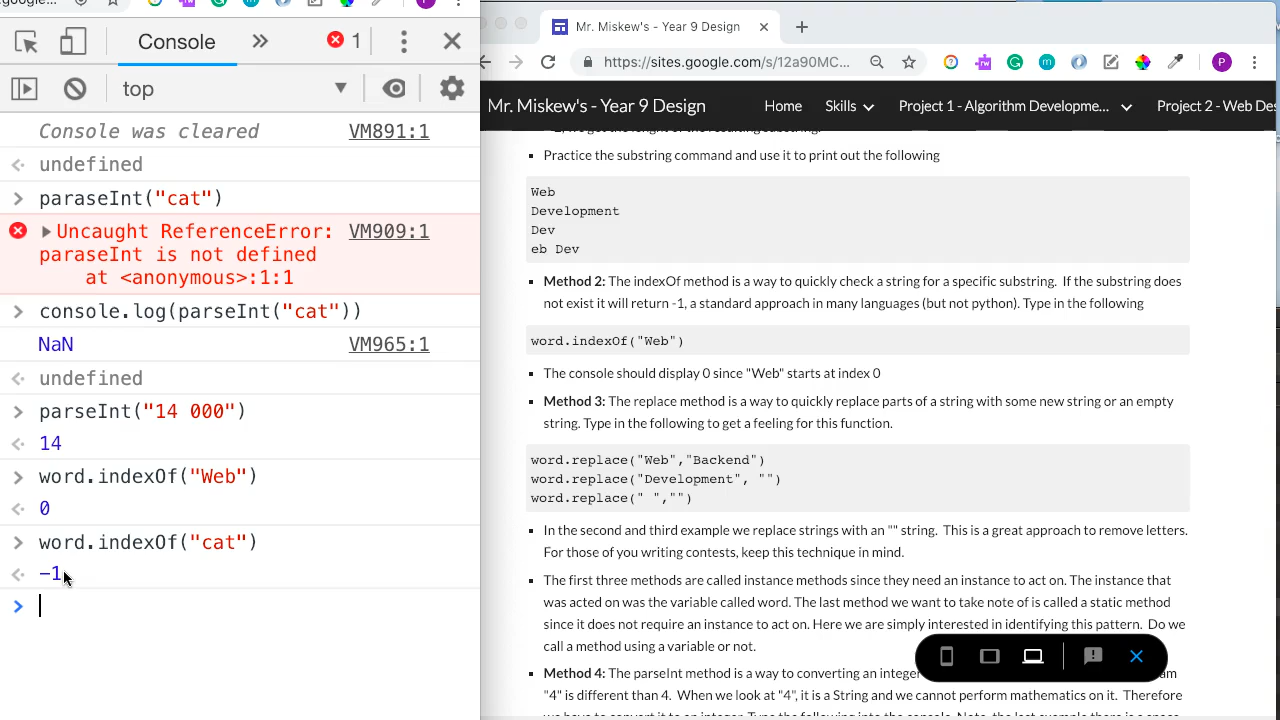 Console
1
top
Console was cleared VM891:1
undefined
paraseInt("cat")
Uncaught ReferenceError: VM909:1
paraseInt is not defined
at <anonymous>:1:1
console.log(parseInt("cat"))
NaN VM965:1
undefined
parseInt("14 000")
14
word.indexOf("Web")
0
word.indexOf("cat")
-1
Mr. Miskew's - Year 9 Design
https://sites.google.com/s/12a90MC...
P
Mr. Miskew's - Year 9 Design Home Skills Project 1 - Algorithm Developme... Project 2 - Web Des
Practice the substring command and use it to print out the following
Web
Development
Dev
eb Dev
Method 2: The indexOf method is a way to quickly check a string for a specific substring. If the substring does
not exist it will return -1, a standard approach in many languages (but not python). Type in the following
word.indexOf("Web")
The console should display 0 since "Web" starts at index 0
Method 3: The replace method is a way to quickly replace parts of a string with some new string or an empty
string. Type in the following to get a feeling for this function.
word.replace("Web","Backend")
word.replace("Development", "")
word.replace(" ","")
In the second and third example we replace strings with an "" string. This is a great approach to remove letters.
For those of you writing contests, keep this technique in mind.
The first three methods are called instance methods since they need an instance to act on. The instance that
was acted on was the variable called word. The last method we want to take note of is called a static method
since it does not require an instance to act on. Here we are simply interested in identifying this pattern. Do we
call a method using a variable or not.
Method 4: The parseInt method is a way to converting an integer
"4" is different than 4. When we look at "4", it is a String and we cannot perform mathematics on it. Therefore